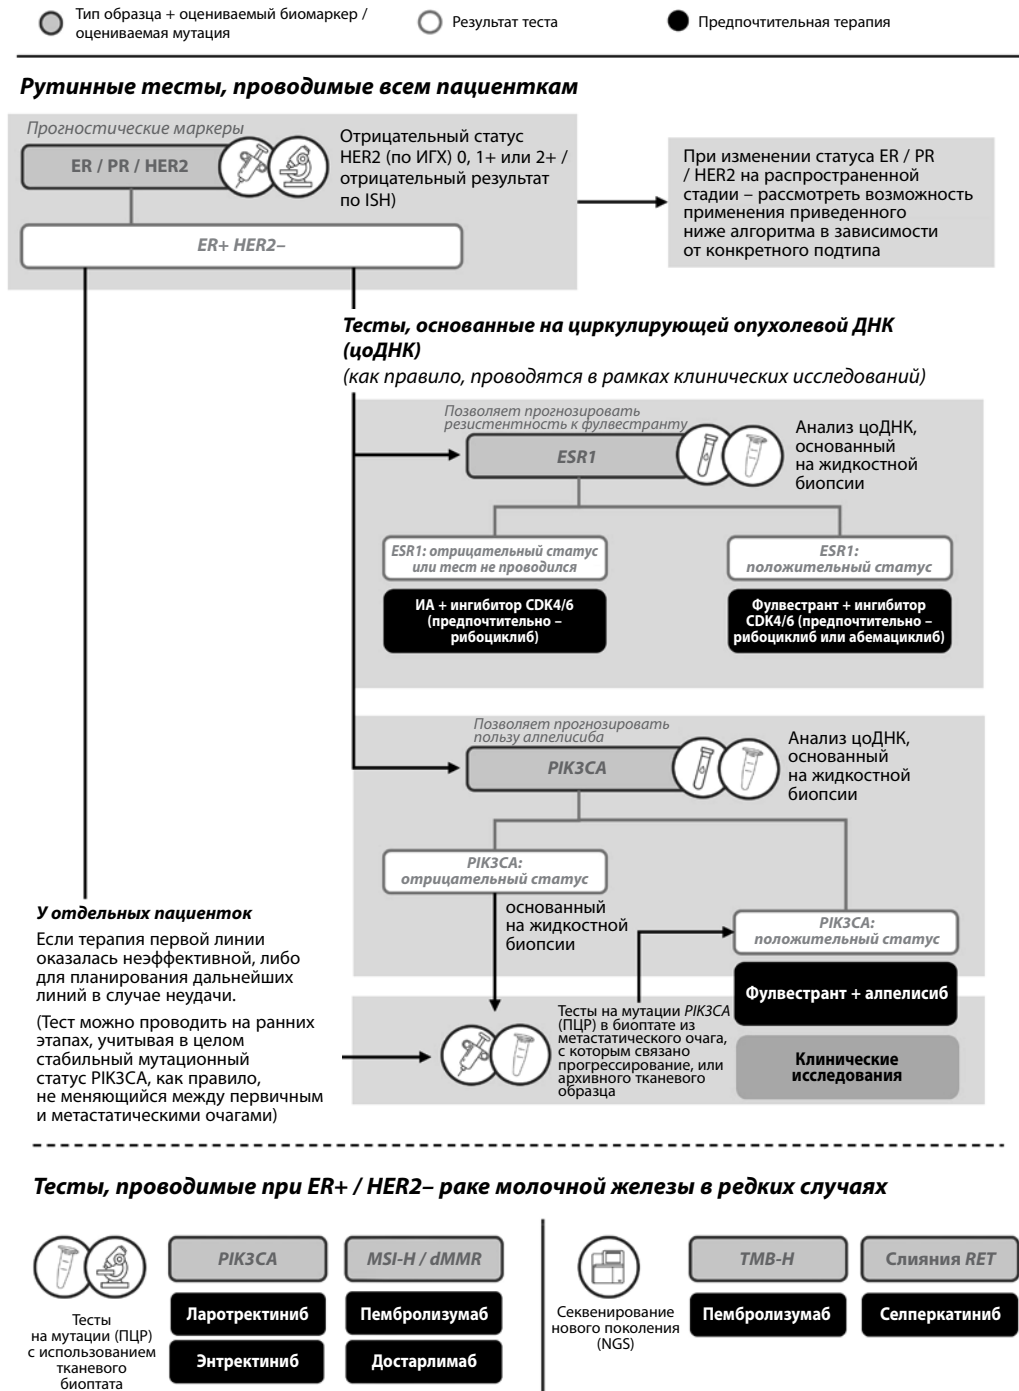 Тип образца + оцениваемый биомаркер /
оцениваемая мутация
Результат теста
Предпочтительная терапия
Рутинные тесты, проводимые всем пациенткам
Прогностические маркеры
ER / PR / HER2
Отрицательный статус
HER2 (по ИГХ) 0, 1+ или 2+ /
отрицательный результат
по ISH)
ER+ HER2–
При изменении статуса ER / PR
/ HER2 на распространенной
стадии – рассмотреть возможность
применения приведенного
ниже алгоритма в зависимости
от конкретного подтипа
Тесты, основанные на циркулирующей опухолевой ДНК
(цоДНК)
(как правило, проводятся в рамках клинических исследований)
Позволяет прогнозировать
резистентность к фулвестранту
ESR1
Анализ цоДНК,
основанный
на жидкостной
биопсии
ESR1: отрицательный статус
или тест не проводился
ESR1:
положительный статус
ИА + ингибитор CDK4/6
(предпочтительно –
рибоциклиб)
Фулвестрант + ингибитор
CDK4/6 (предпочтительно –
рибоциклиб или абемациклиб)
Позволяет прогнозировать
пользу алпелисиба
PIK3CA
Анализ цоДНК,
основанный
на жидкостной
биопсии
PIK3CA:
отрицательный статус
основанный
на жидкостной
биопсии
PIK3CA:
положительный статус
Фулвестрант + алпелисиб
Клинические
исследования
Тесты на мутации PIK3CA
(ПЦР) в биоптате из
метастатического очага,
с которым связано
прогрессирование, или
архивного тканевого
образца
У отдельных пациенток
Если терапия первой линии
оказалась неэффективной, либо
для планирования дальнейших
линий в случае неудачи.
(Тест можно проводить на ранних
этапах, учитывая в целом
стабильный мутационный
статус PIK3CA, как правило,
не меняющийся между первичным
и метастатическими очагами)
Тесты, проводимые при ER+ / HER2– раке молочной железы в редких случаях
Тесты
на мутации (ПЦР)
с использованием
тканевого
биоптата
PIK3CA
Ларотректиниб
Энтректиниб
MSI-H / dMMR
Пембролизумаб
Достарлимаб
Секвенирование
нового поколения
(NGS)
TMB-H
Пембролизумаб
Слияния RET
Селперкатиниб